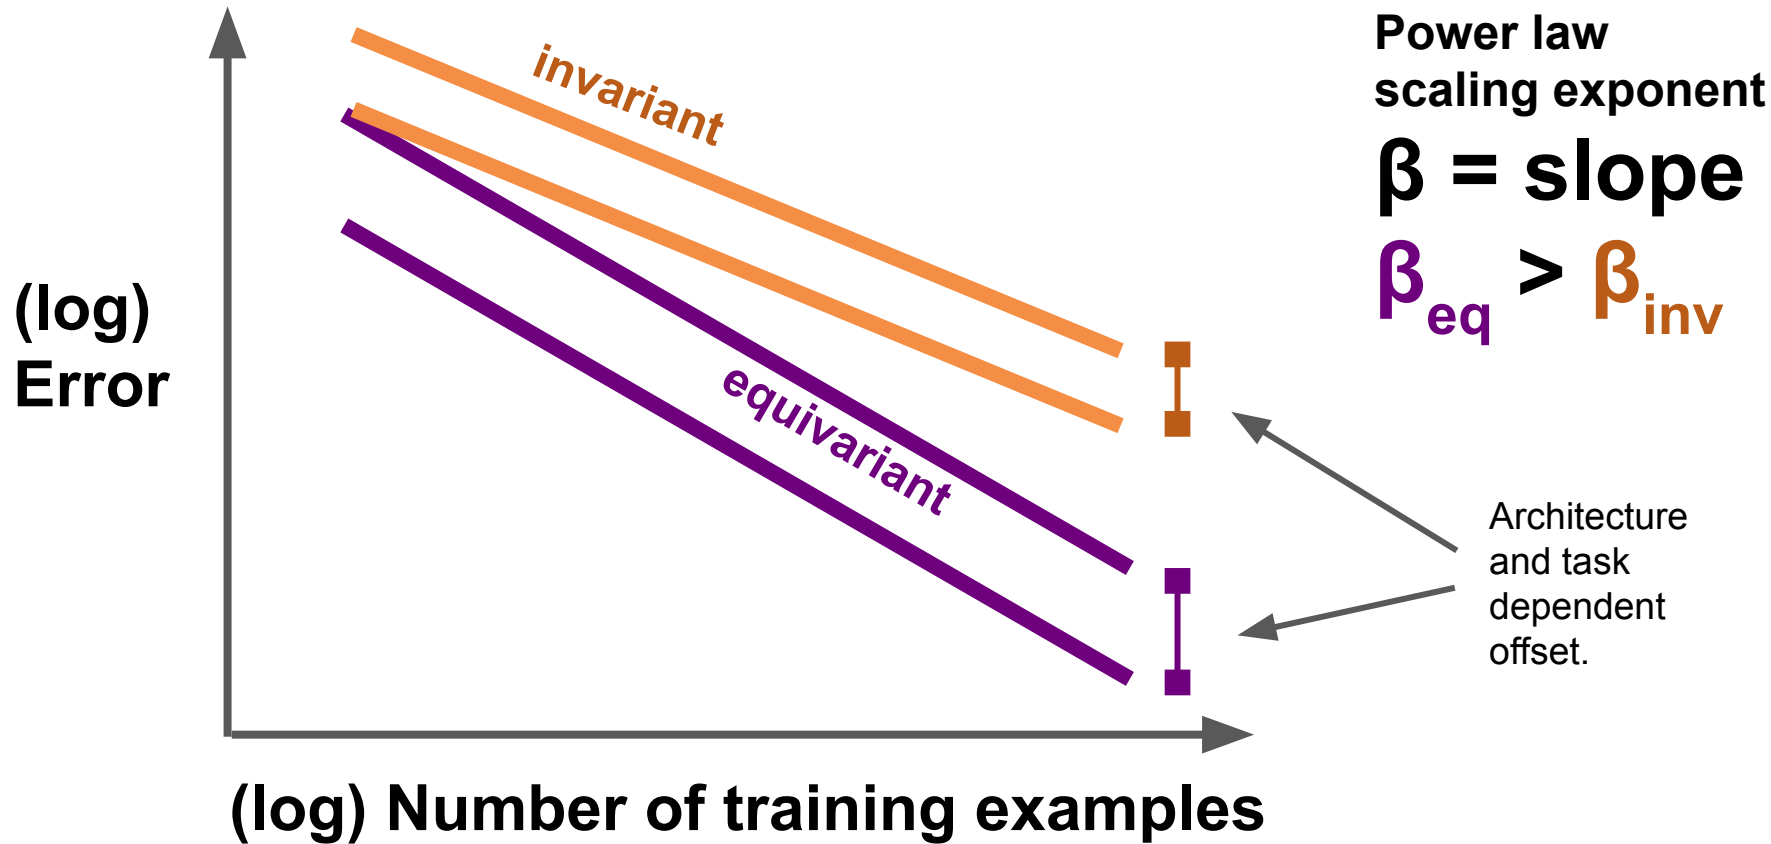 invariant
equivariant
(log)
Error
(log) Number of training examples
Power law
scaling exponent
β = slope
βeq > βinv
Architecture
and task
dependent
offset.